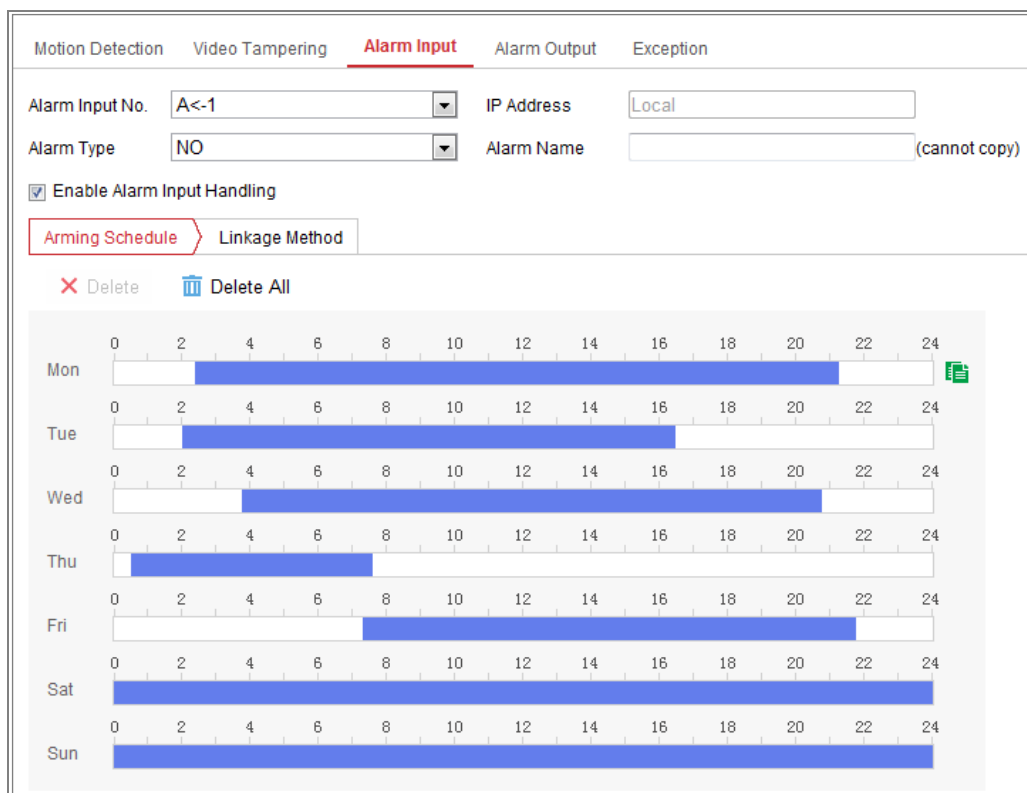 Motion Detection Video Tampering Alarm Input Alarm Output Exception
Alarm Input No. A<-1 IP Address Local
Alarm Type NO Alarm Name (cannot copy)
Enable Alarm Input Handling
Arming Schedule Linkage Method
Delete Delete All
0 2 4 6 8 10 12 14 16 18 20 22 24
Mon
0 2 4 6 8 10 12 14 16 18 20 22 24
Tue
0 2 4 6 8 10 12 14 16 18 20 22 24
Wed
0 2 4 6 8 10 12 14 16 18 20 22 24
Thu
0 2 4 6 8 10 12 14 16 18 20 22 24
Fri
0 2 4 6 8 10 12 14 16 18 20 22 24
Sat
0 2 4 6 8 10 12 14 16 18 20 22 24
Sun